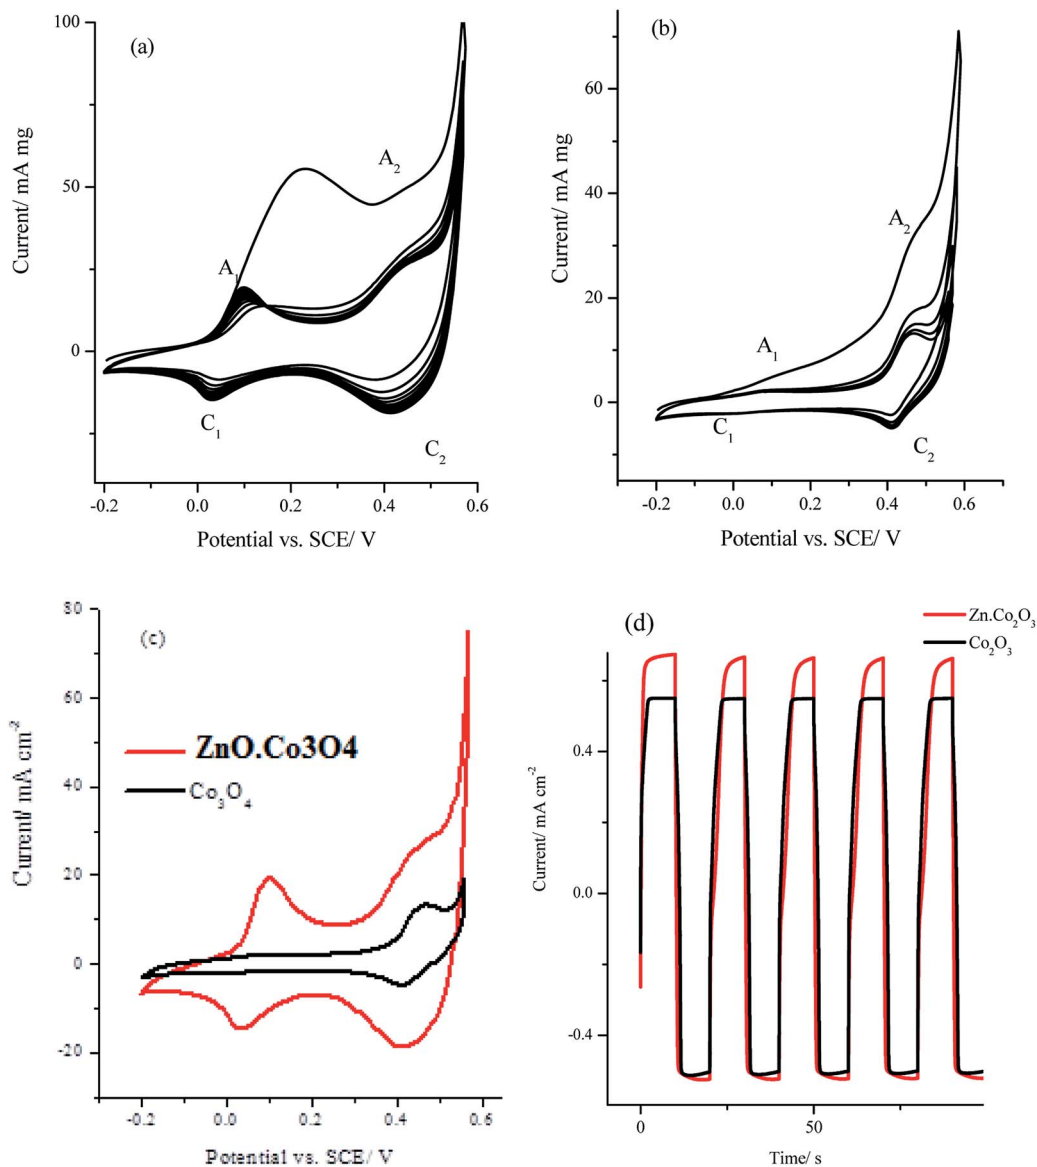 (a)
100
50
0
A₂
A₁
C₁
C₂
Current/ mA mg
-0.2
0.0
0.2
0.4
0.6
Potential vs. SCE/ V
(b)
60
40
20
0
A₂
A₁
C₁
C₂
Current/ mA mg
-0.2
0.0
0.2
0.4
0.6
Potential vs. SCE/ V
(c)
80
60
40
20
0
-20
ZnO.Co3O4
Co₃O₄
Current/ mA cm⁻²
-0.2
0.0
0.2
0.4
0.6
Potential vs. SCE/ V
(d)
Zn.Co₂O₃
Co₂O₃
0.4
0.0
-0.4
Current/ mA cm⁻²
0
50
Time/ s